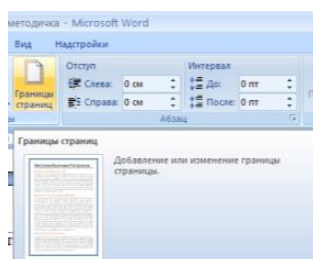 методичка - Microsoft Word
Вид Надстройки
Границы страниц
Отступ
Слева: 0 см
Справа: 0 см
Интервал
До: 0 пт
После: 0 пт
Абзац
Границы страниц
Добавление или изменение границы
страницы.